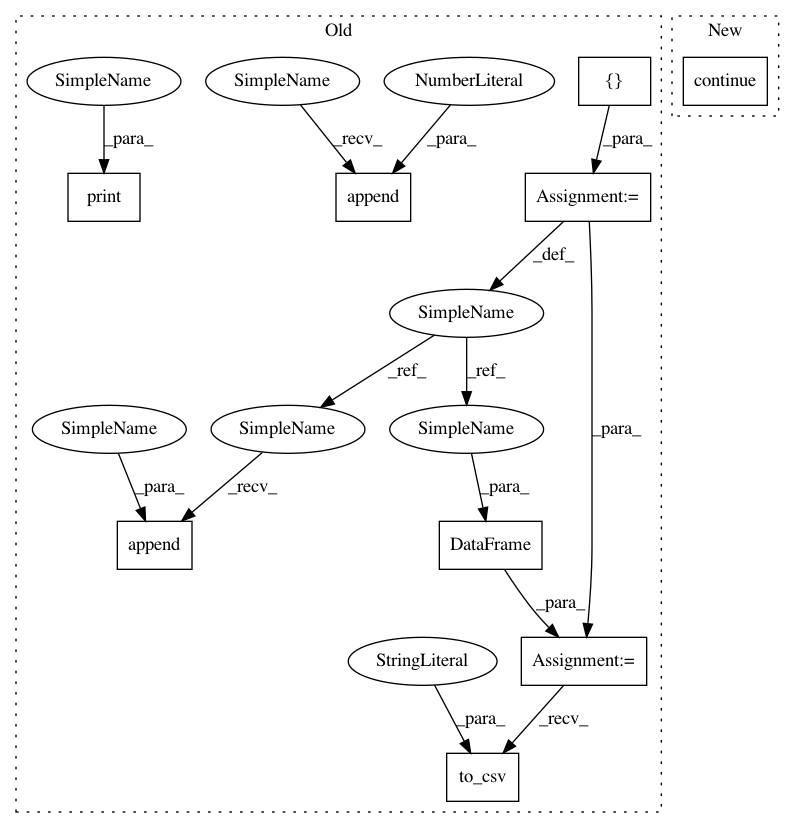 Old
New
SimpleName
SimpleName
NumberLiteral
{}
continue
_para_
_recv_
_para_
_para_
print
append
Assignment:=
_def_
SimpleName
_ref_
_ref_
SimpleName
SimpleName
SimpleName
_para_
_para_
_recv_
_para_
append
DataFrame
_para_
StringLiteral
Assignment:=
_para_
_recv_
to_csv